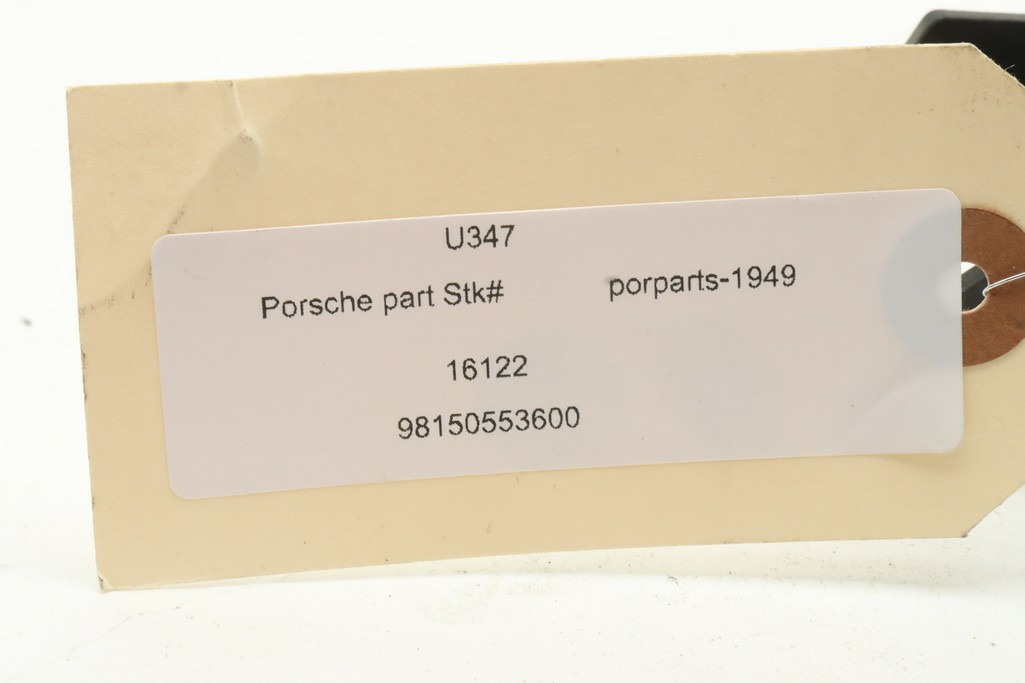 U347
Porsche part Stk# porparts-1949
16122
98150553600